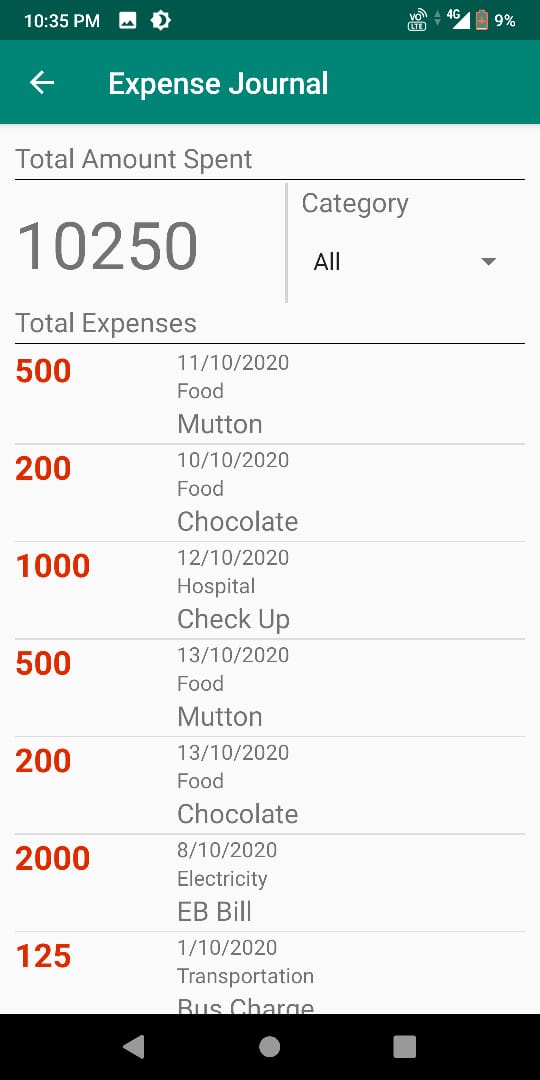 10:35 PM VO LTE 4G 9%
Expense Journal
Total Amount Spent
10250
Category
All
Total Expenses
500
11/10/2020
Food
Mutton
200
10/10/2020
Food
Chocolate
1000
12/10/2020
Hospital
Check Up
500
13/10/2020
Food
Mutton
200
13/10/2020
Food
Chocolate
2000
8/10/2020
Electricity
EB Bill
125
1/10/2020
Transportation
Bus Charge